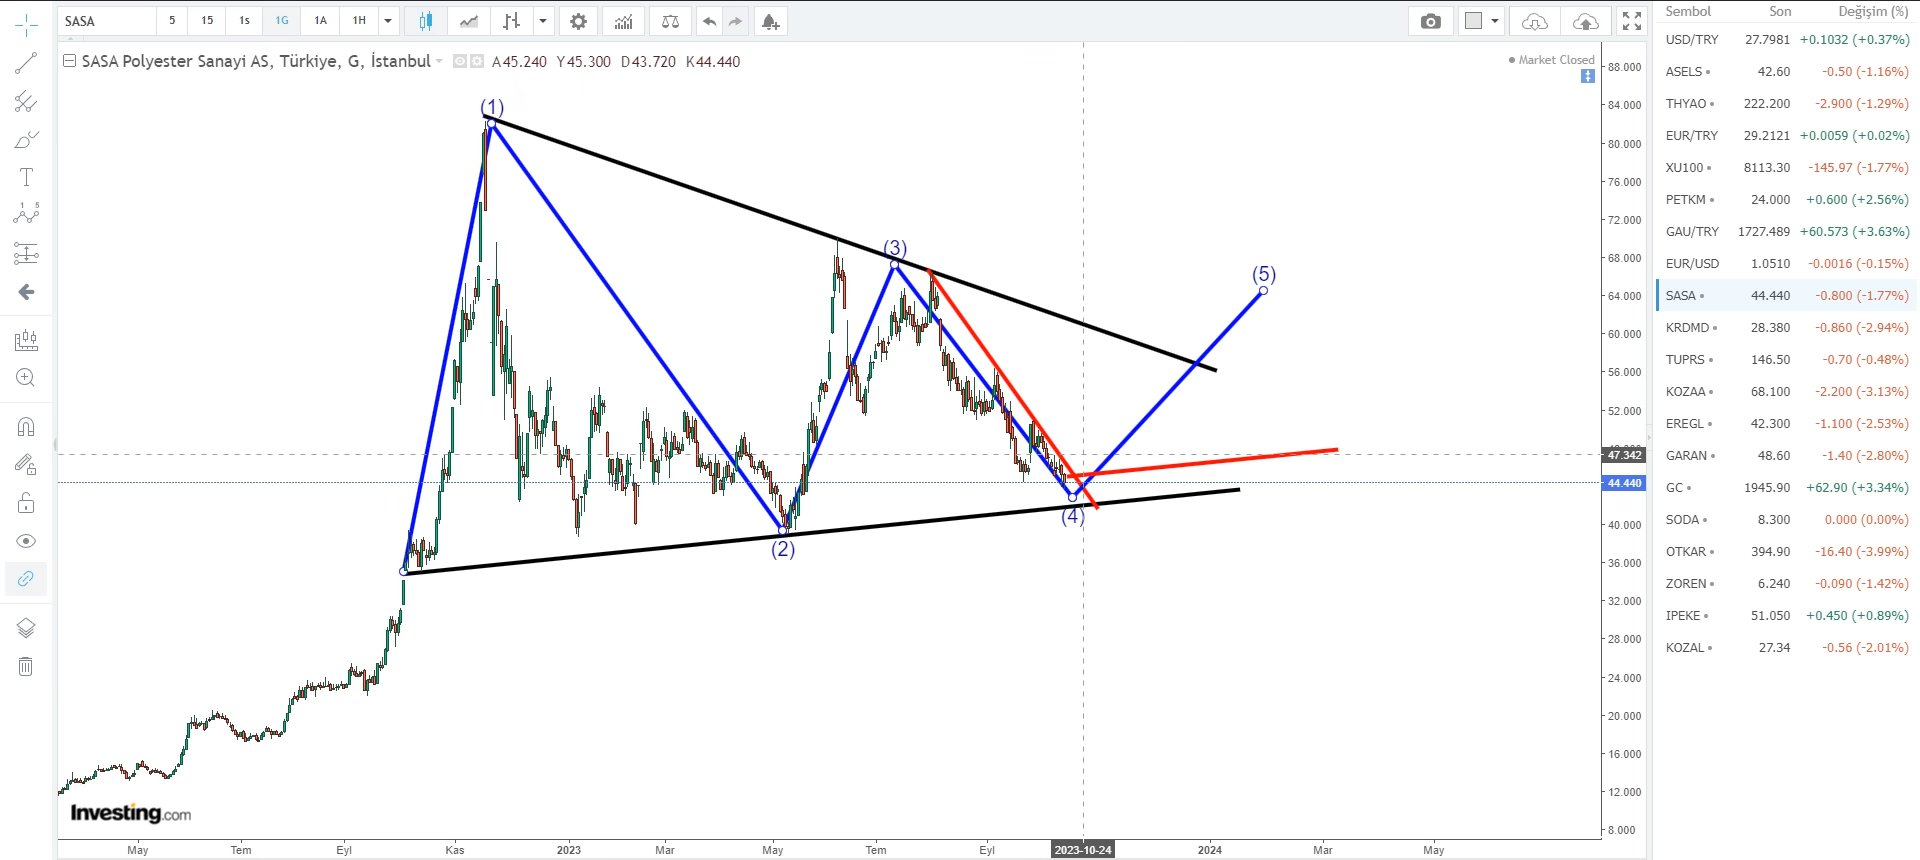 SASA 5 15 1s 1G 1A 1H
SASA Polyester Sanayi AS, Türkiye, G, İstanbul A45.240 Y45.300 D43.720 K44.440
Market Closed
(1)
(3)
(5)
(4)
(2)
88.000
84.000
80.000
76.000
72.000
68.000
64.000
60.000
56.000
52.000
47.342
44.440
40.000
36.000
32.000
28.000
24.000
20.000
16.000
12.000
8.000
Investing.com
May Tem Eyl Kas 2023 Mar May Tem Eyl 2023-10-24 2024 Mar May
Sembol Son Değişim (%)
USD/TRY 27.7981 +0.1032 (+0.37%)
ASELS 42.60 -0.50 (-1.16%)
THYAO 222.200 -2.900 (-1.29%)
EUR/TRY 29.2121 +0.0059 (+0.02%)
XU100 8113.30 -145.97 (-1.77%)
PETKM 24.000 +0.600 (+2.56%)
GAU/TRY 1727.489 +60.573 (+3.63%)
EUR/USD 1.0510 -0.0016 (-0.15%)
SASA 44.440 -0.800 (-1.77%)
KRDMD 28.380 -0.860 (-2.94%)
TUPRS 146.50 -0.70 (-0.48%)
KOZAA 68.100 -2.200 (-3.13%)
EREGL 42.300 -1.100 (-2.53%)
GARAN 48.60 -1.40 (-2.80%)
GC 1945.90 +62.90 (+3.34%)
SODA 8.300 0.000 (0.00%)
OTKAR 394.90 -16.40 (-3.99%)
ZOREN 6.240 -0.090 (-1.42%)
IPEKE 51.050 +0.450 (+0.89%)
KOZAL 27.34 -0.56 (-2.01%)